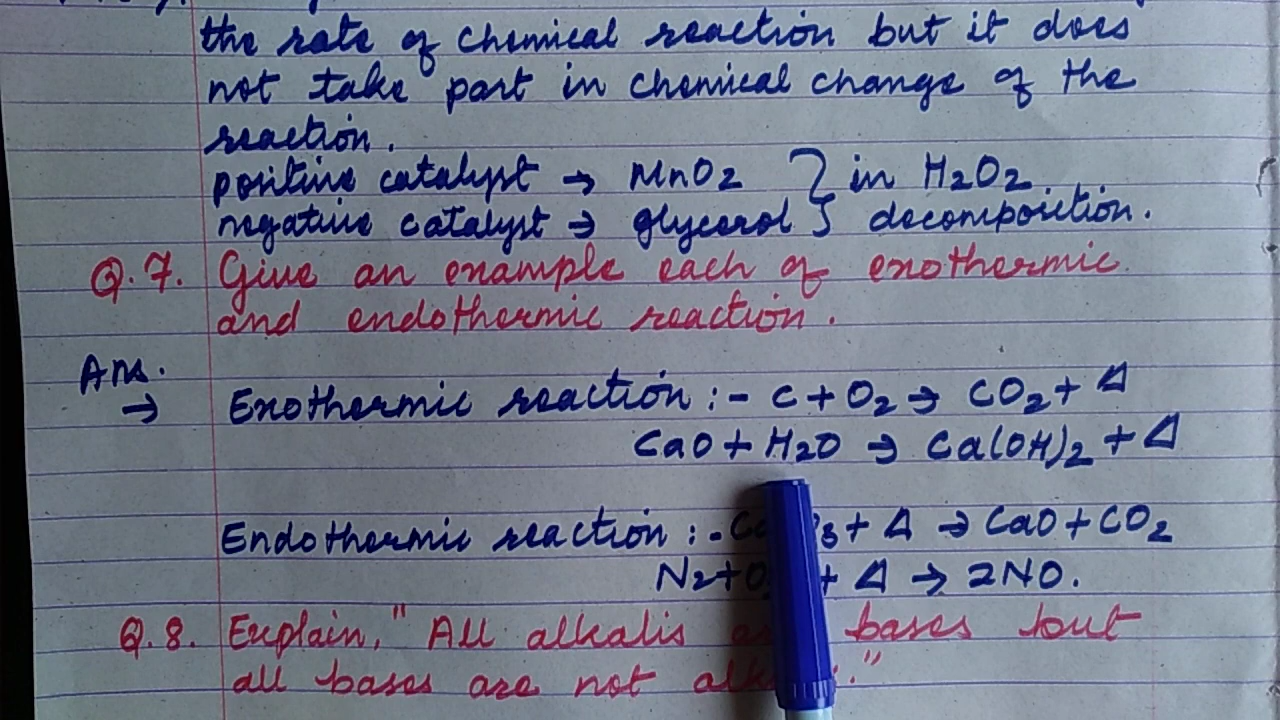 the rate of chemical reaction but it does
not take part in chemical change of the
reaction.
positive catalyst → MnO2 } in H2O2
negative catalyst → glycerol } decomposition.
Q.7. Give an example each of exothermic
and endothermic reaction.
Ans.
→ Exothermic reaction :- C + O2 → CO2 + Δ
CaO + H2O → Ca(OH)2 + Δ
Endothermic reaction :- + Δ → CaO + CO2
N2 + + Δ → 2NO.
Q.8. Explain, " All alkalis bases but
all bases are not "